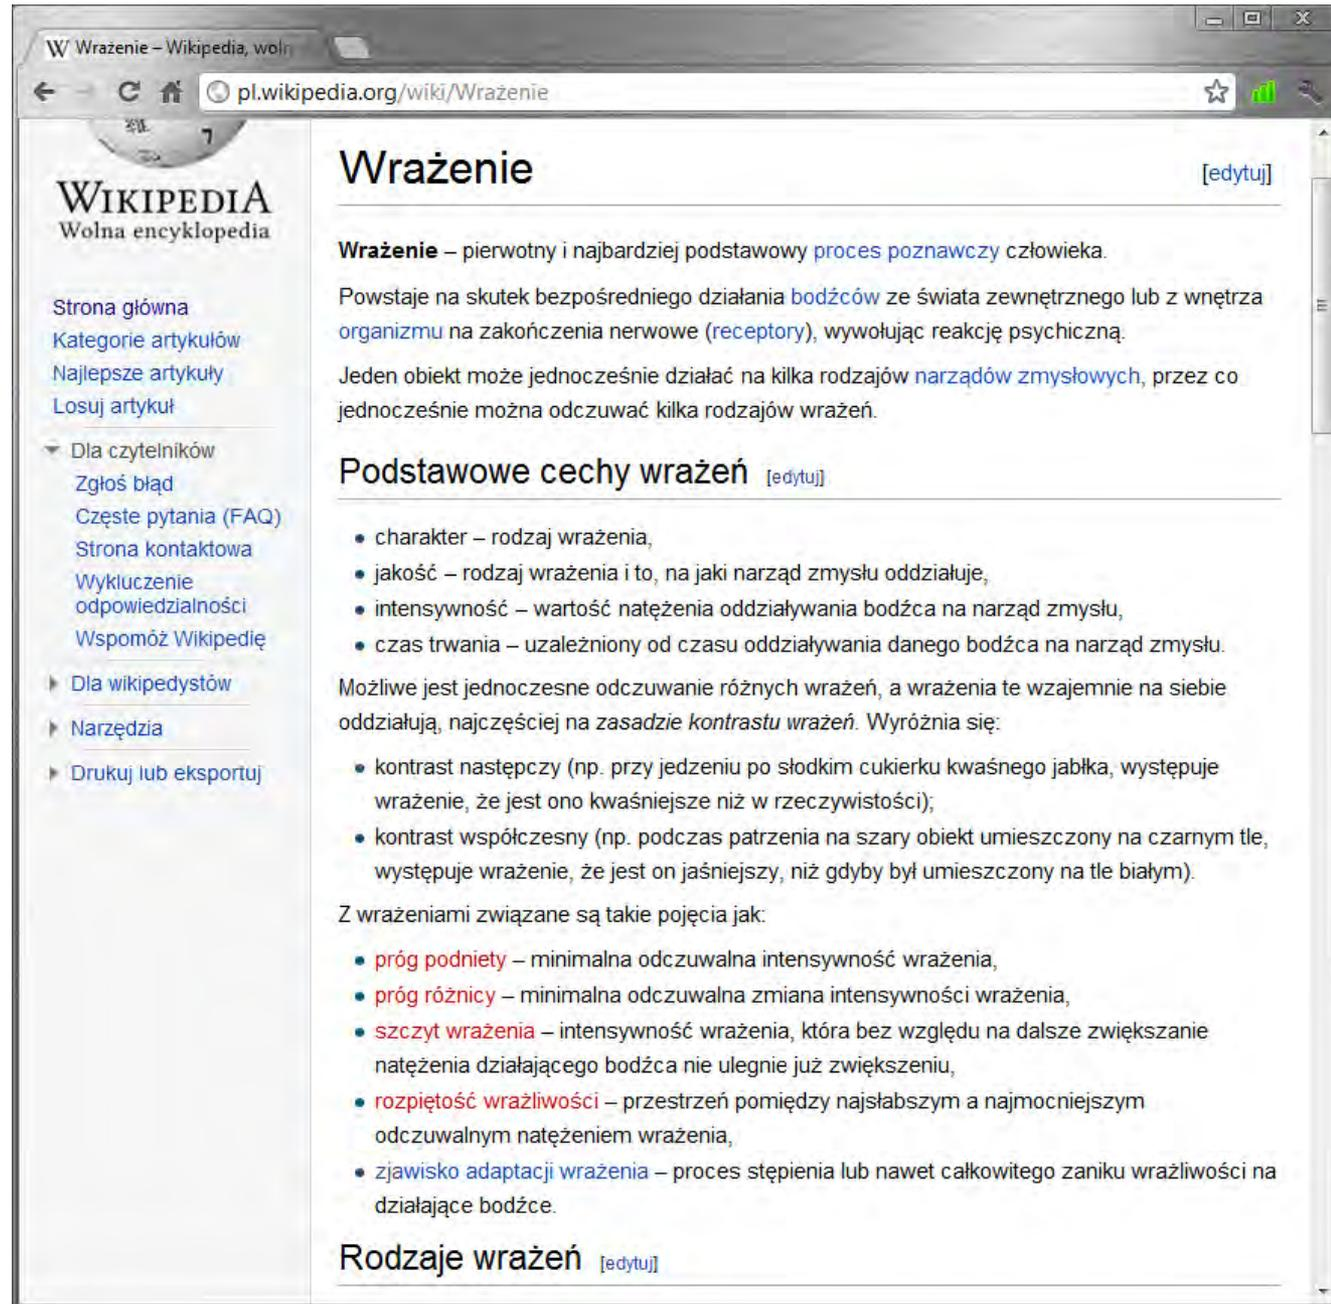 W Wrażenie – Wikipedia, woln
pl.wikipedia.org/wiki/Wrażenie
WIKIPEDIA
Wolna encyklopedia
Strona główna
Kategorie artykułów
Najlepsze artykuły
Losuj artykuł
Dla czytelników
Zgłoś błąd
Częste pytania (FAQ)
Strona kontaktowa
Wykluczenie
odpowiedzialności
Wspomóż Wikipedię
Dla wikipedystów
Narzędzia
Drukuj lub eksportuj
Wrażenie [edytuj]
Wrażenie – pierwotny i najbardziej podstawowy proces poznawczy człowieka.
Powstaje na skutek bezpośredniego działania bodźców ze świata zewnętrznego lub z wnętrza
organizmu na zakończenia nerwowe (receptory), wywołując reakcję psychiczną.
Jeden obiekt może jednocześnie działać na kilka rodzajów narządów zmysłowych, przez co
jednocześnie można odczuwać kilka rodzajów wrażeń.
Podstawowe cechy wrażeń [edytuj]
• charakter – rodzaj wrażenia,
• jakość – rodzaj wrażenia i to, na jaki narząd zmysłu oddziałuje,
• intensywność – wartość natężenia oddziaływania bodźca na narząd zmysłu,
• czas trwania – uzależniony od czasu oddziaływania danego bodźca na narząd zmysłu.
Możliwe jest jednoczesne odczuwanie różnych wrażeń, a wrażenia te wzajemnie na siebie
oddziałują, najczęściej na zasadzie kontrastu wrażeń. Wyróżnia się:
• kontrast następczy (np. przy jedzeniu po słodkim cukierku kwaśnego jabłka, występuje
wrażenie, że jest ono kwaśniejsze niż w rzeczywistości);
• kontrast współczesny (np. podczas patrzenia na szary obiekt umieszczony na czarnym tle,
występuje wrażenie, że jest on jaśniejszy, niż gdyby był umieszczony na tle białym).
Z wrażeniami związane są takie pojęcia jak:
• próg podniety – minimalna odczuwalna intensywność wrażenia,
• próg różnicy – minimalna odczuwalna zmiana intensywności wrażenia,
• szczyt wrażenia – intensywność wrażenia, która bez względu na dalsze zwiększanie
natężenia działającego bodźca nie ulegnie już zwiększeniu,
• rozpiętość wrażliwości – przestrzeń pomiędzy najsłabszym a najmocniejszym
odczuwalnym natężeniem wrażenia,
• zjawisko adaptacji wrażenia – proces stępienia lub nawet całkowitego zaniku wrażliwości na
działające bodźce.
Rodzaje wrażeń [edytuj]